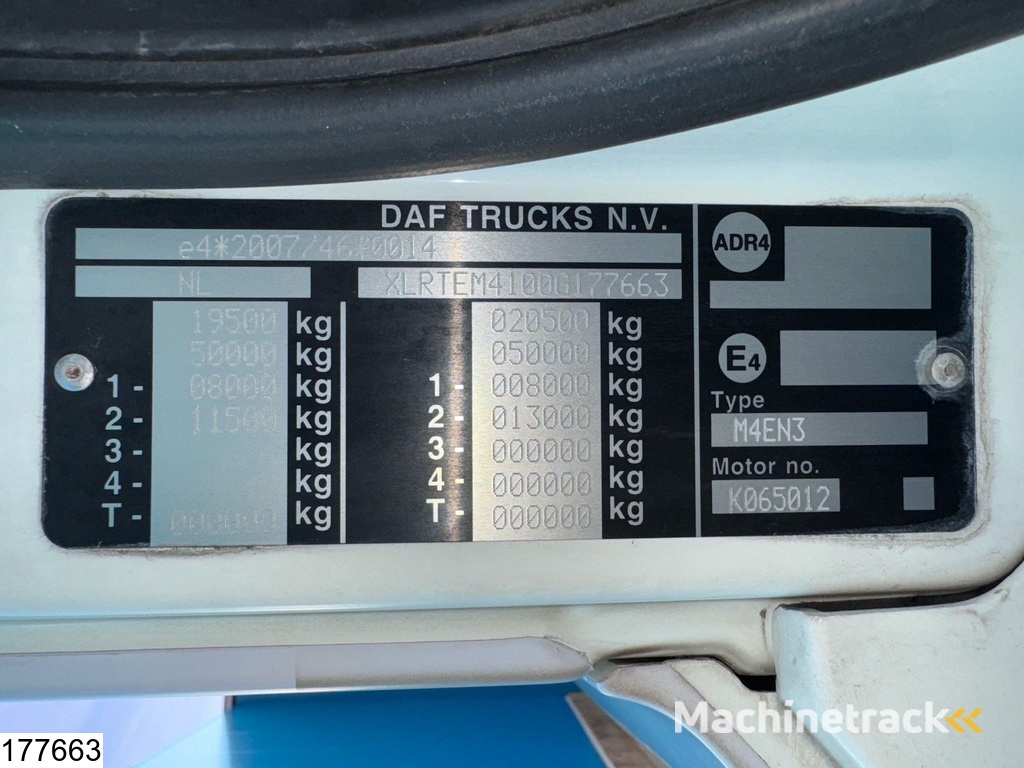 DAF TRUCKS N.V.
e4*2007/46*0014
NL XLRTEM4100G177663
19500 kg 020500 kg
50000 kg 050000 kg
1- 08000 kg 1- 008000 kg
2- 11500 kg 2- 013000 kg
3- kg 3- 000000 kg
4- kg 4- 000000 kg
T- 000000 kg T- 000000 kg
ADR4
E4
Type
M4EN3
Motor no.
K065012
Machinetrack
177663